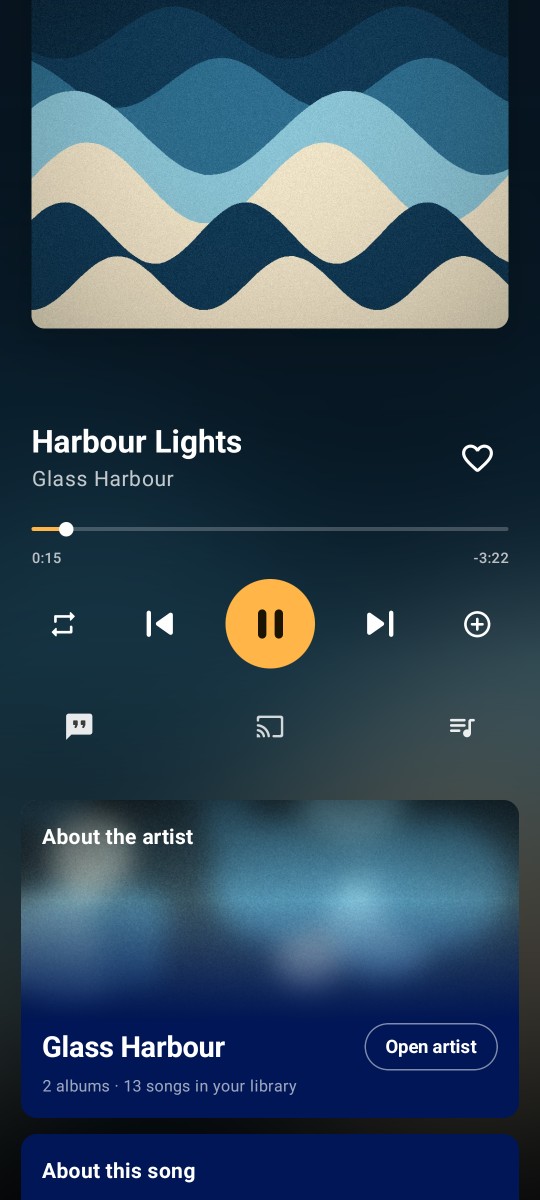 Harbour Lights
Glass Harbour
0:15
-3:22
About the artist
Glass Harbour
Open artist
2 albums · 13 songs in your library
About this song